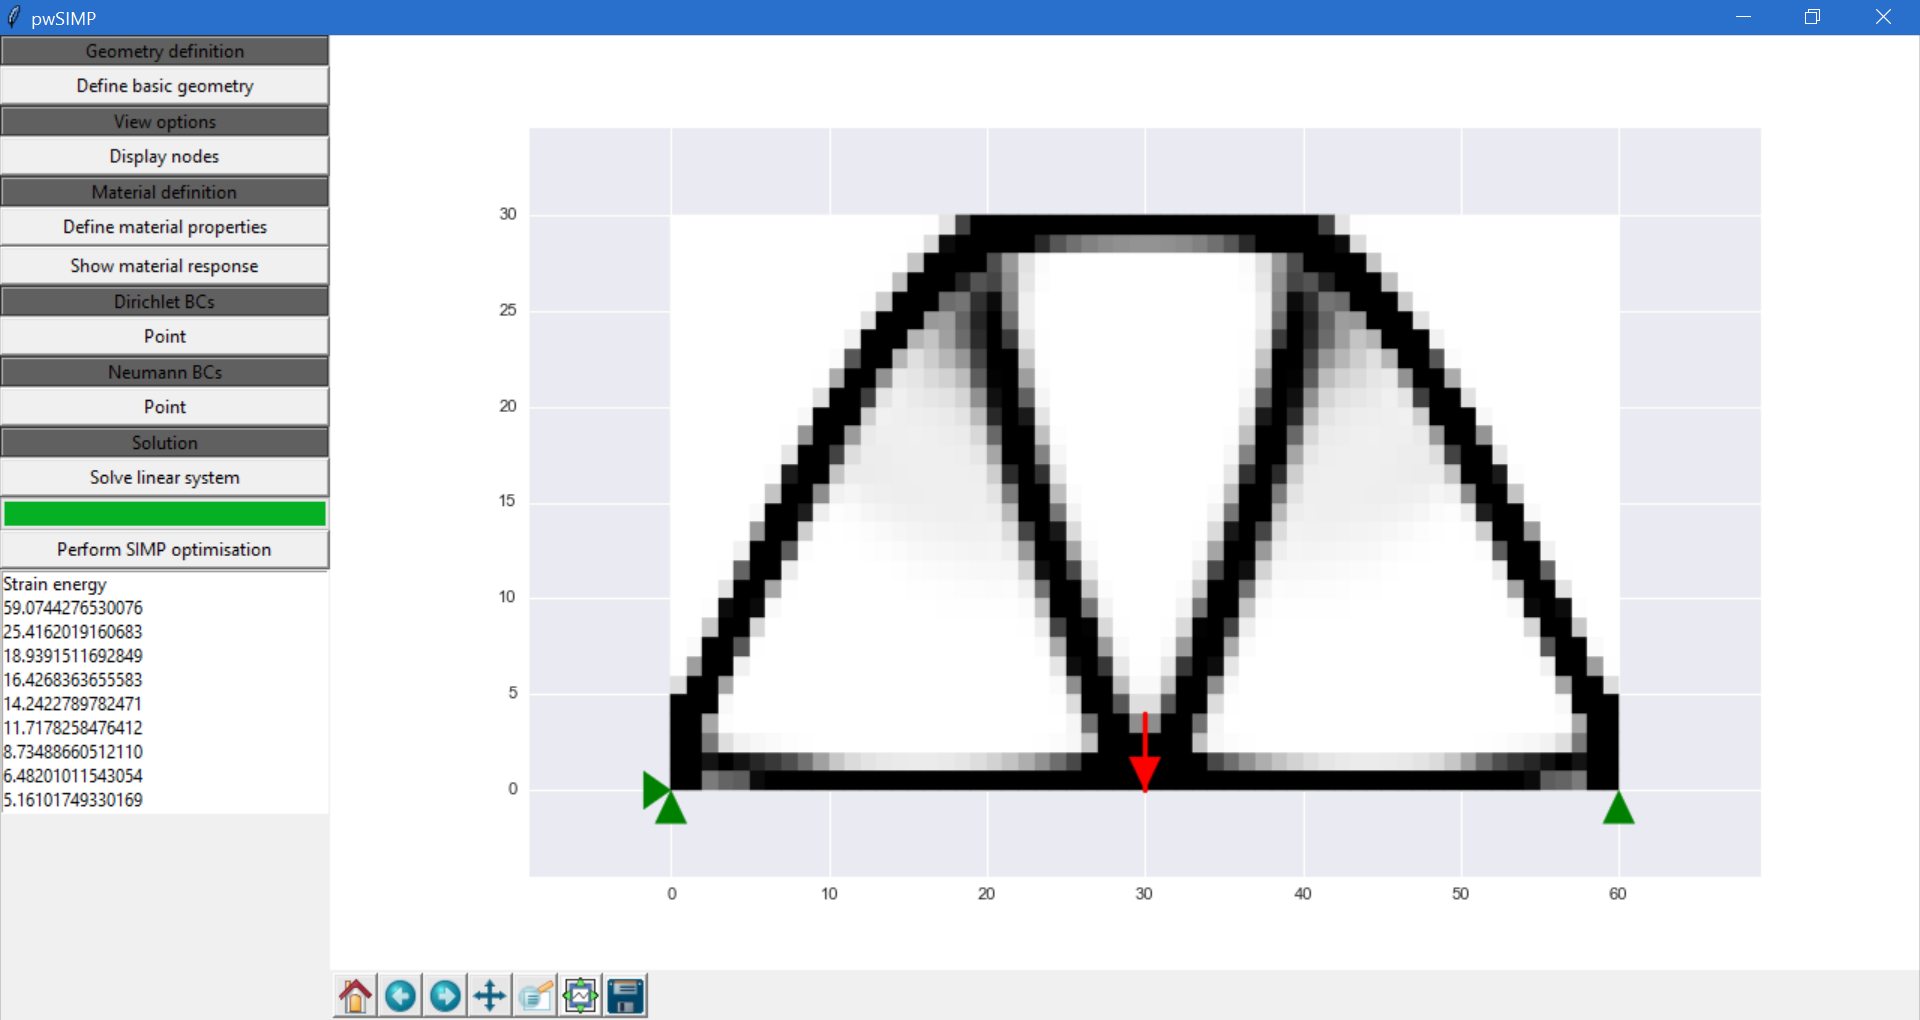 pwSIMP
Geometry definition
Define basic geometry
View options
Display nodes
Material definition
Define material properties
Show material response
Dirichlet BCs
Point
Neumann BCs
Point
Solution
Solve linear system
Perform SIMP optimisation
Strain energy
59.0744276530076
25.4162019160683
18.9391511692849
16.4268363655583
14.2422789782471
11.7178258476412
8.73488660512110
6.48201011543054
5.16101749330169
30
25
20
15
10
5
0
0 10 20 30 40 50 60